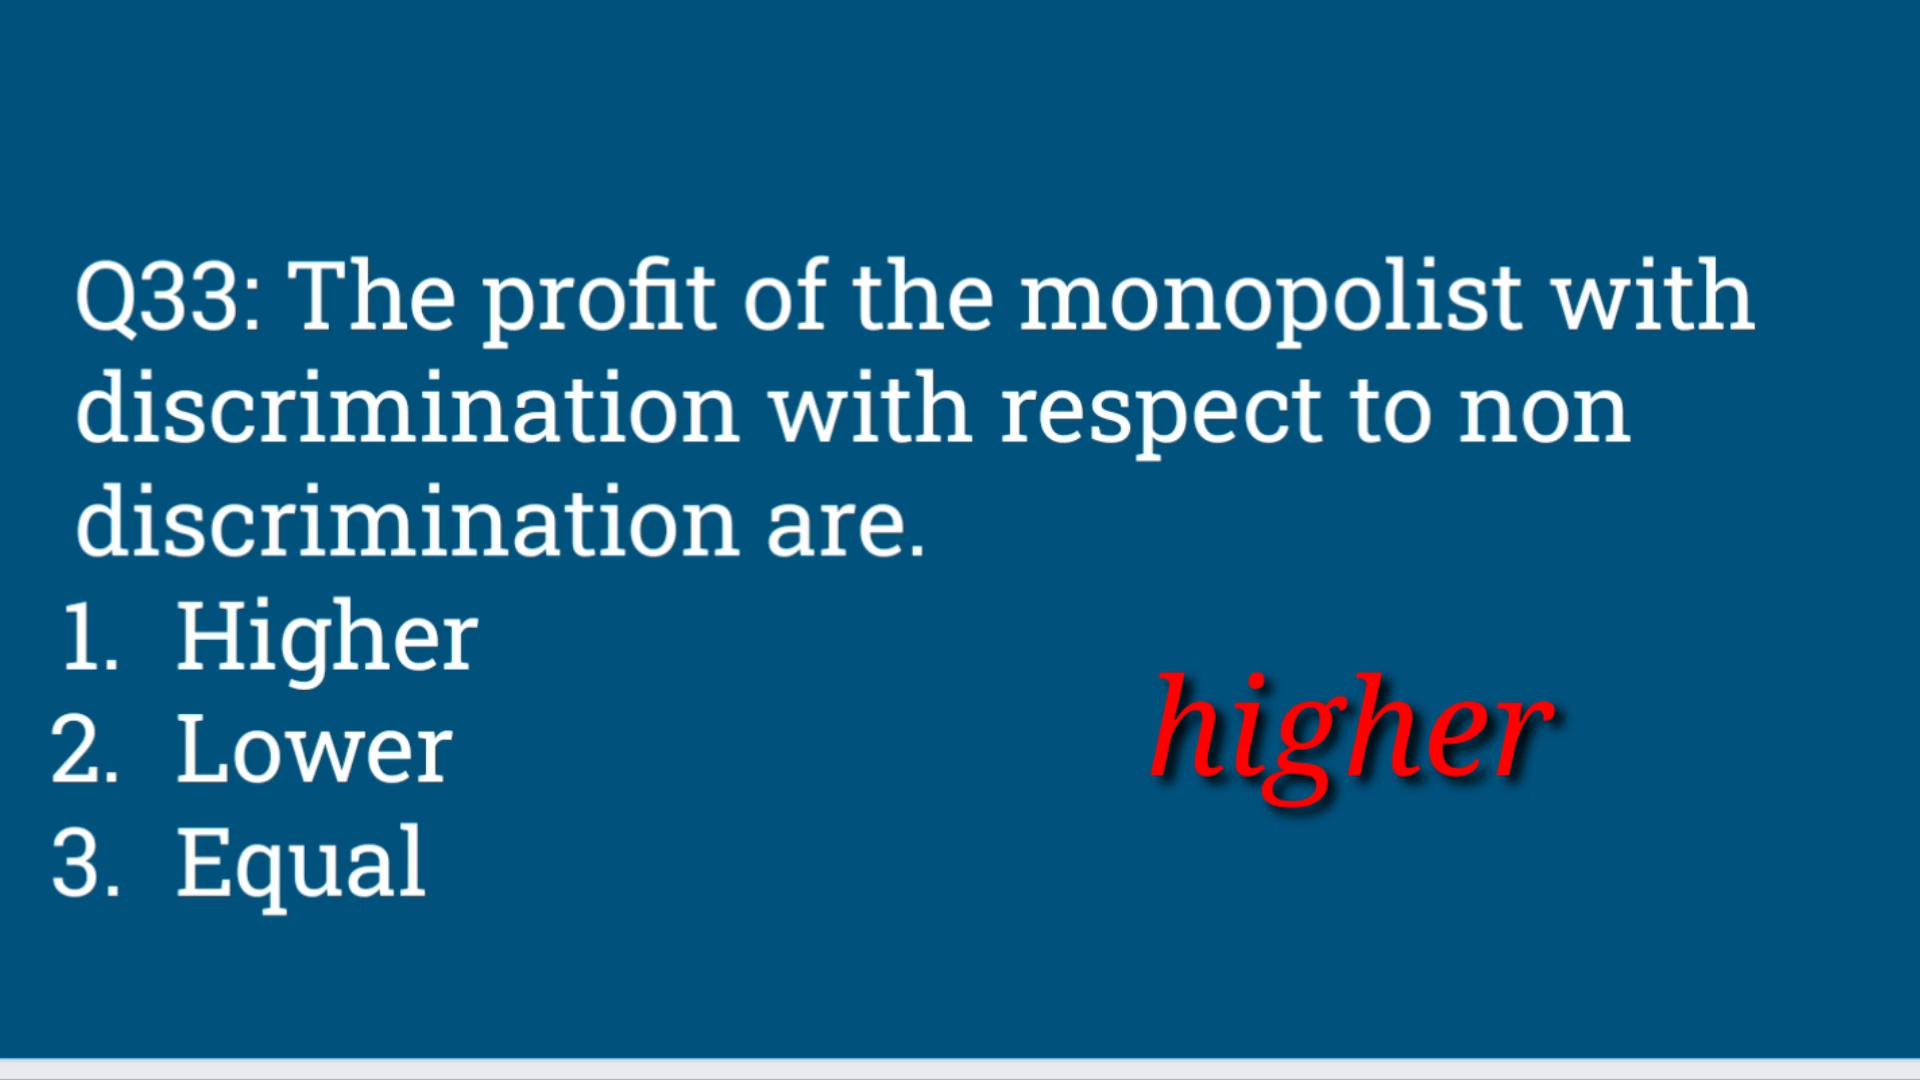 Q33: The profit of the monopolist with
discrimination with respect to non
discrimination are.
1. Higher
2. Lower
3. Equal
higher